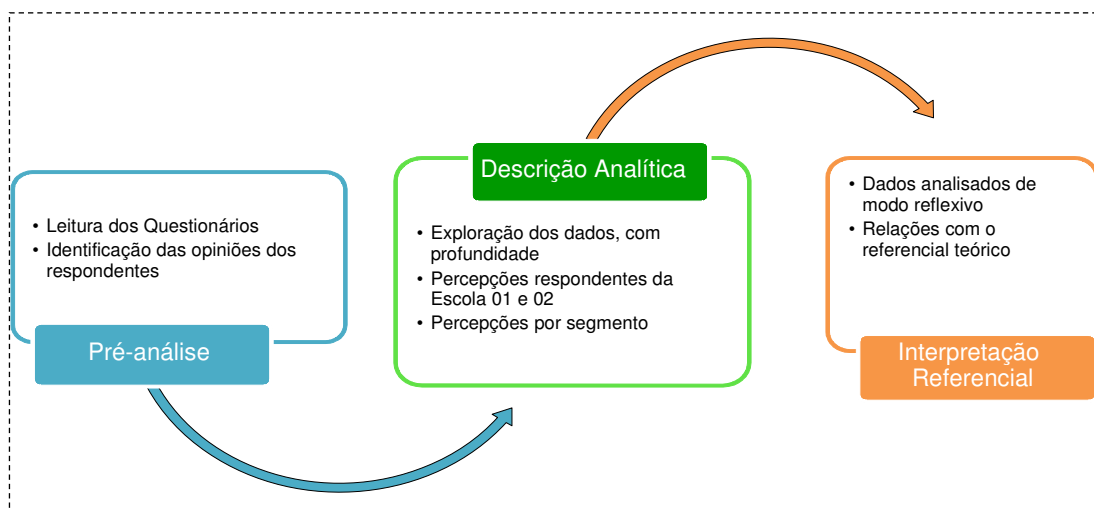 • Leitura dos Questionários
• Identificação das opiniões dos
respondentes
Pré-análise
Descrição Analítica
• Exploração dos dados, com
profundidade
• Percepções respondentes da
Escola 01 e 02
• Percepções por segmento
• Dados analisados de
modo reflexivo
• Relações com o
referencial teórico
Interpretação
Referencial